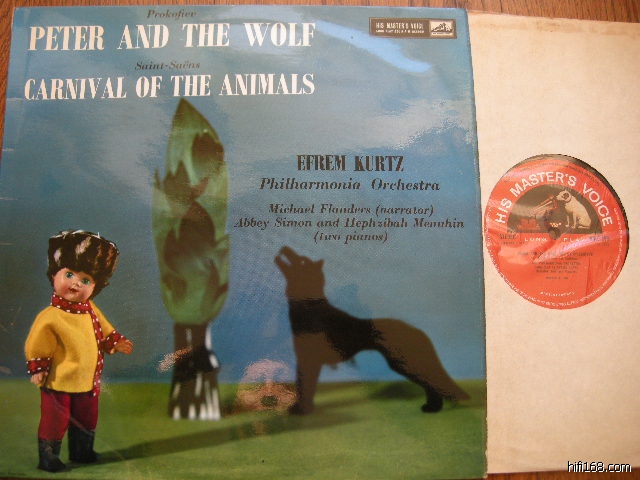 Prokofiev
PETER AND THE WOLF
Saint-Saëns
CARNIVAL OF THE ANIMALS
HIS MASTER'S VOICE
EFREM KURTZ
Philharmonia Orchestra
Michael Flanders (narrator)
Abbey Simon and Hephzibah Menuhin
(two pianos)
HIS MASTER'S VOICE
hifi168.com